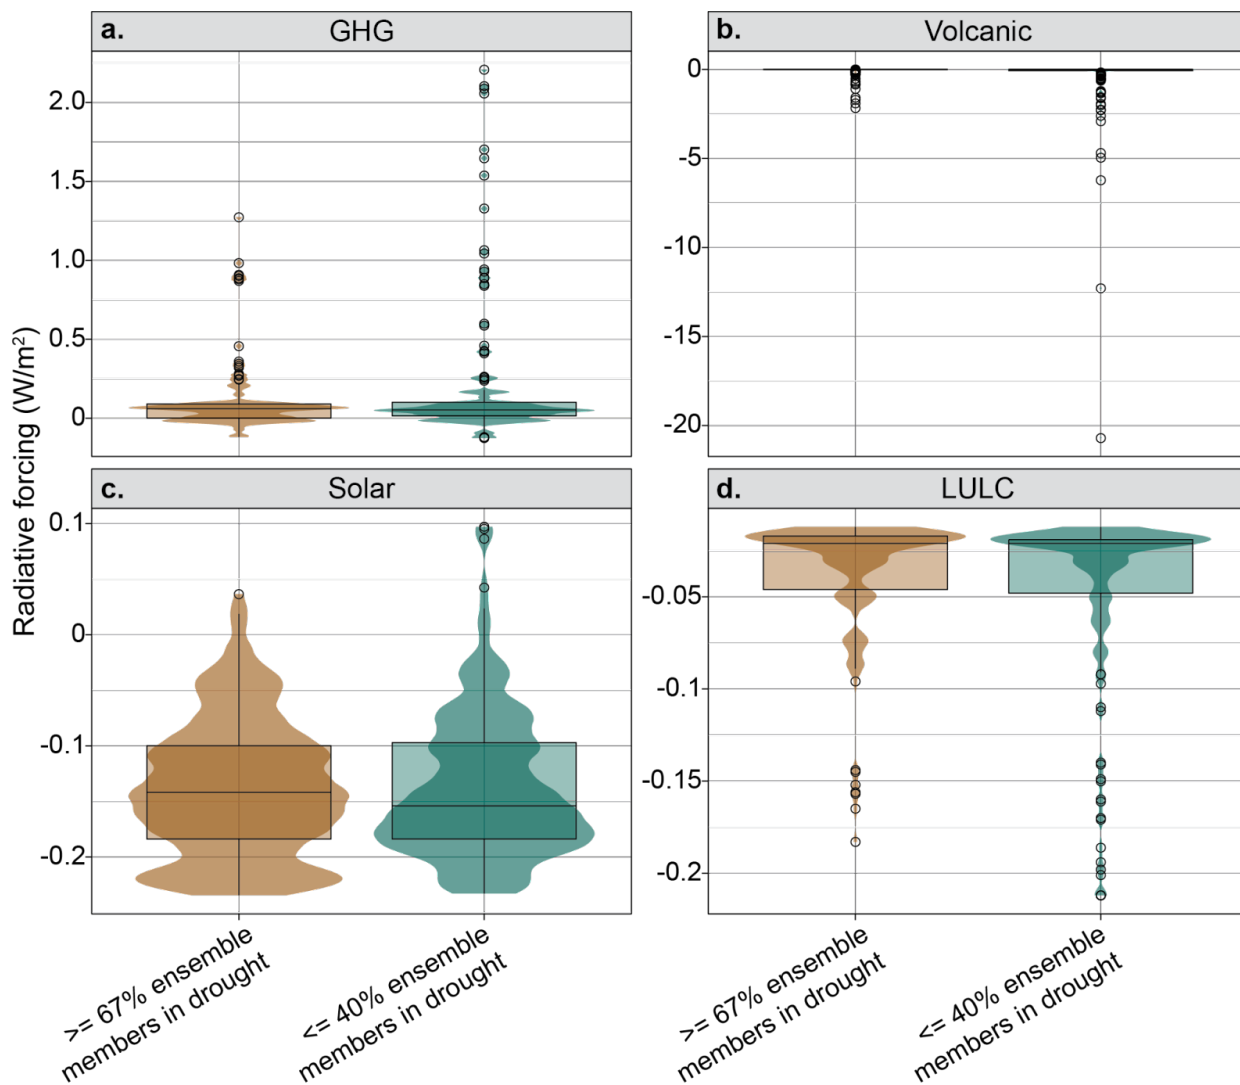 a. GHG
b. Volcanic
Radiative forcing (W/m²)
2.0
1.5
1.0
0.5
0
0
-5
-10
-15
-20
c. Solar
d. LULC
0.1
0
-0.1
-0.2
-0.05
-0.1
-0.15
-0.2
>= 67% ensemble
members in drought
<= 40% ensemble
members in drought
>= 67% ensemble
members in drought
<= 40% ensemble
members in drought